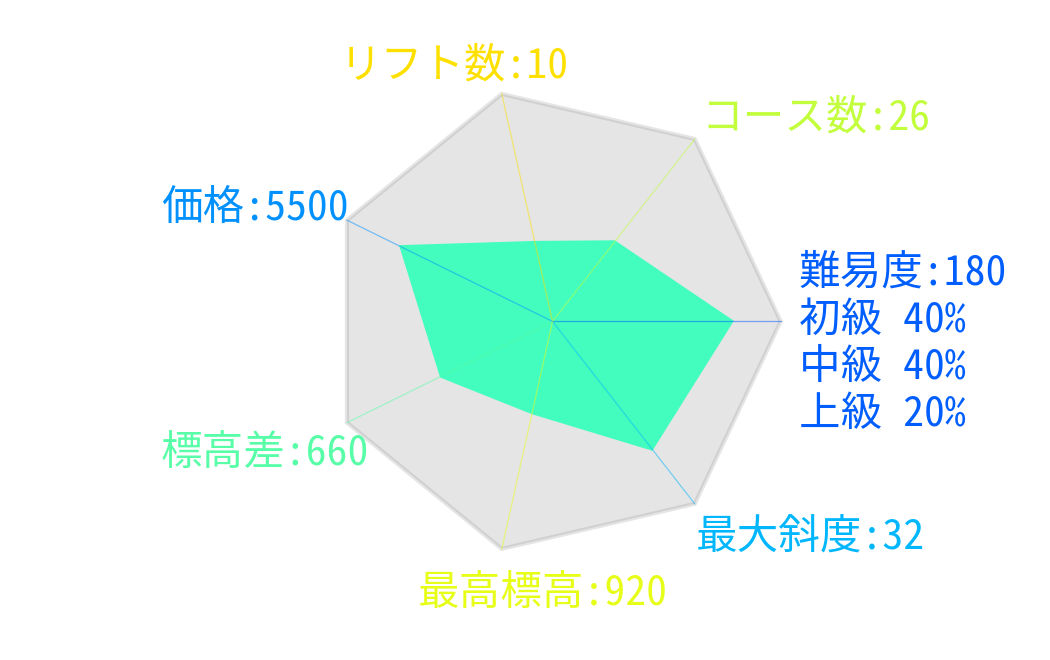 リフト数:10
コース数:26
価格:5500
難易度:180
初級 40%
中級 40%
上級 20%
標高差:660
最大斜度:32
最高標高:920